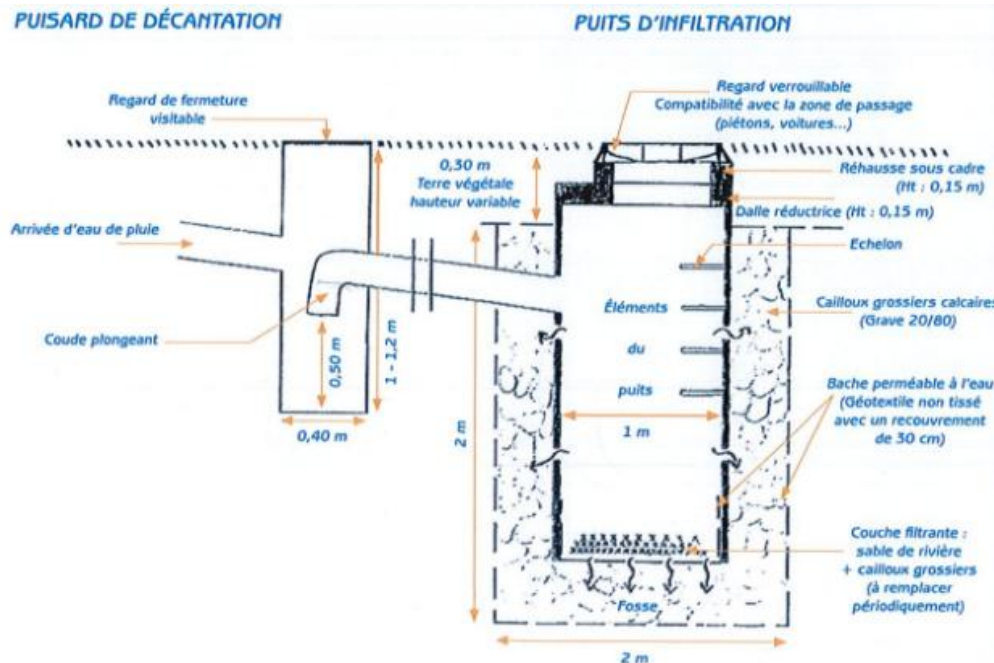 PUISARD DE DÉCANTATION
PUITS D'INFILTRATION
Regard de fermeture
visitable
Regard verrouillable
Compatibilité avec la zone de passage
(piétons, voitures...)
0,30 m
Terre végétale
hauteur variable
Réhausse sous cadre
(Ht : 0,15 m)
Dalle réductrice (Ht : 0,15 m)
Arrivée d'eau de pluie
Echelon
Éléments
du
puits
Cailloux grossiers calcaires
(Grave 20/80)
Coude plongeant
0,50 m
1 - 1,2 m
0,40 m
2 m
1 m
Bache perméable à l'eau
(Géotextile non tissé
avec un recouvrement
de 30 cm)
Couche filtrante :
sable de rivière
+ cailloux grossiers
(à remplacer
périodiquement)
Fosse
2 m